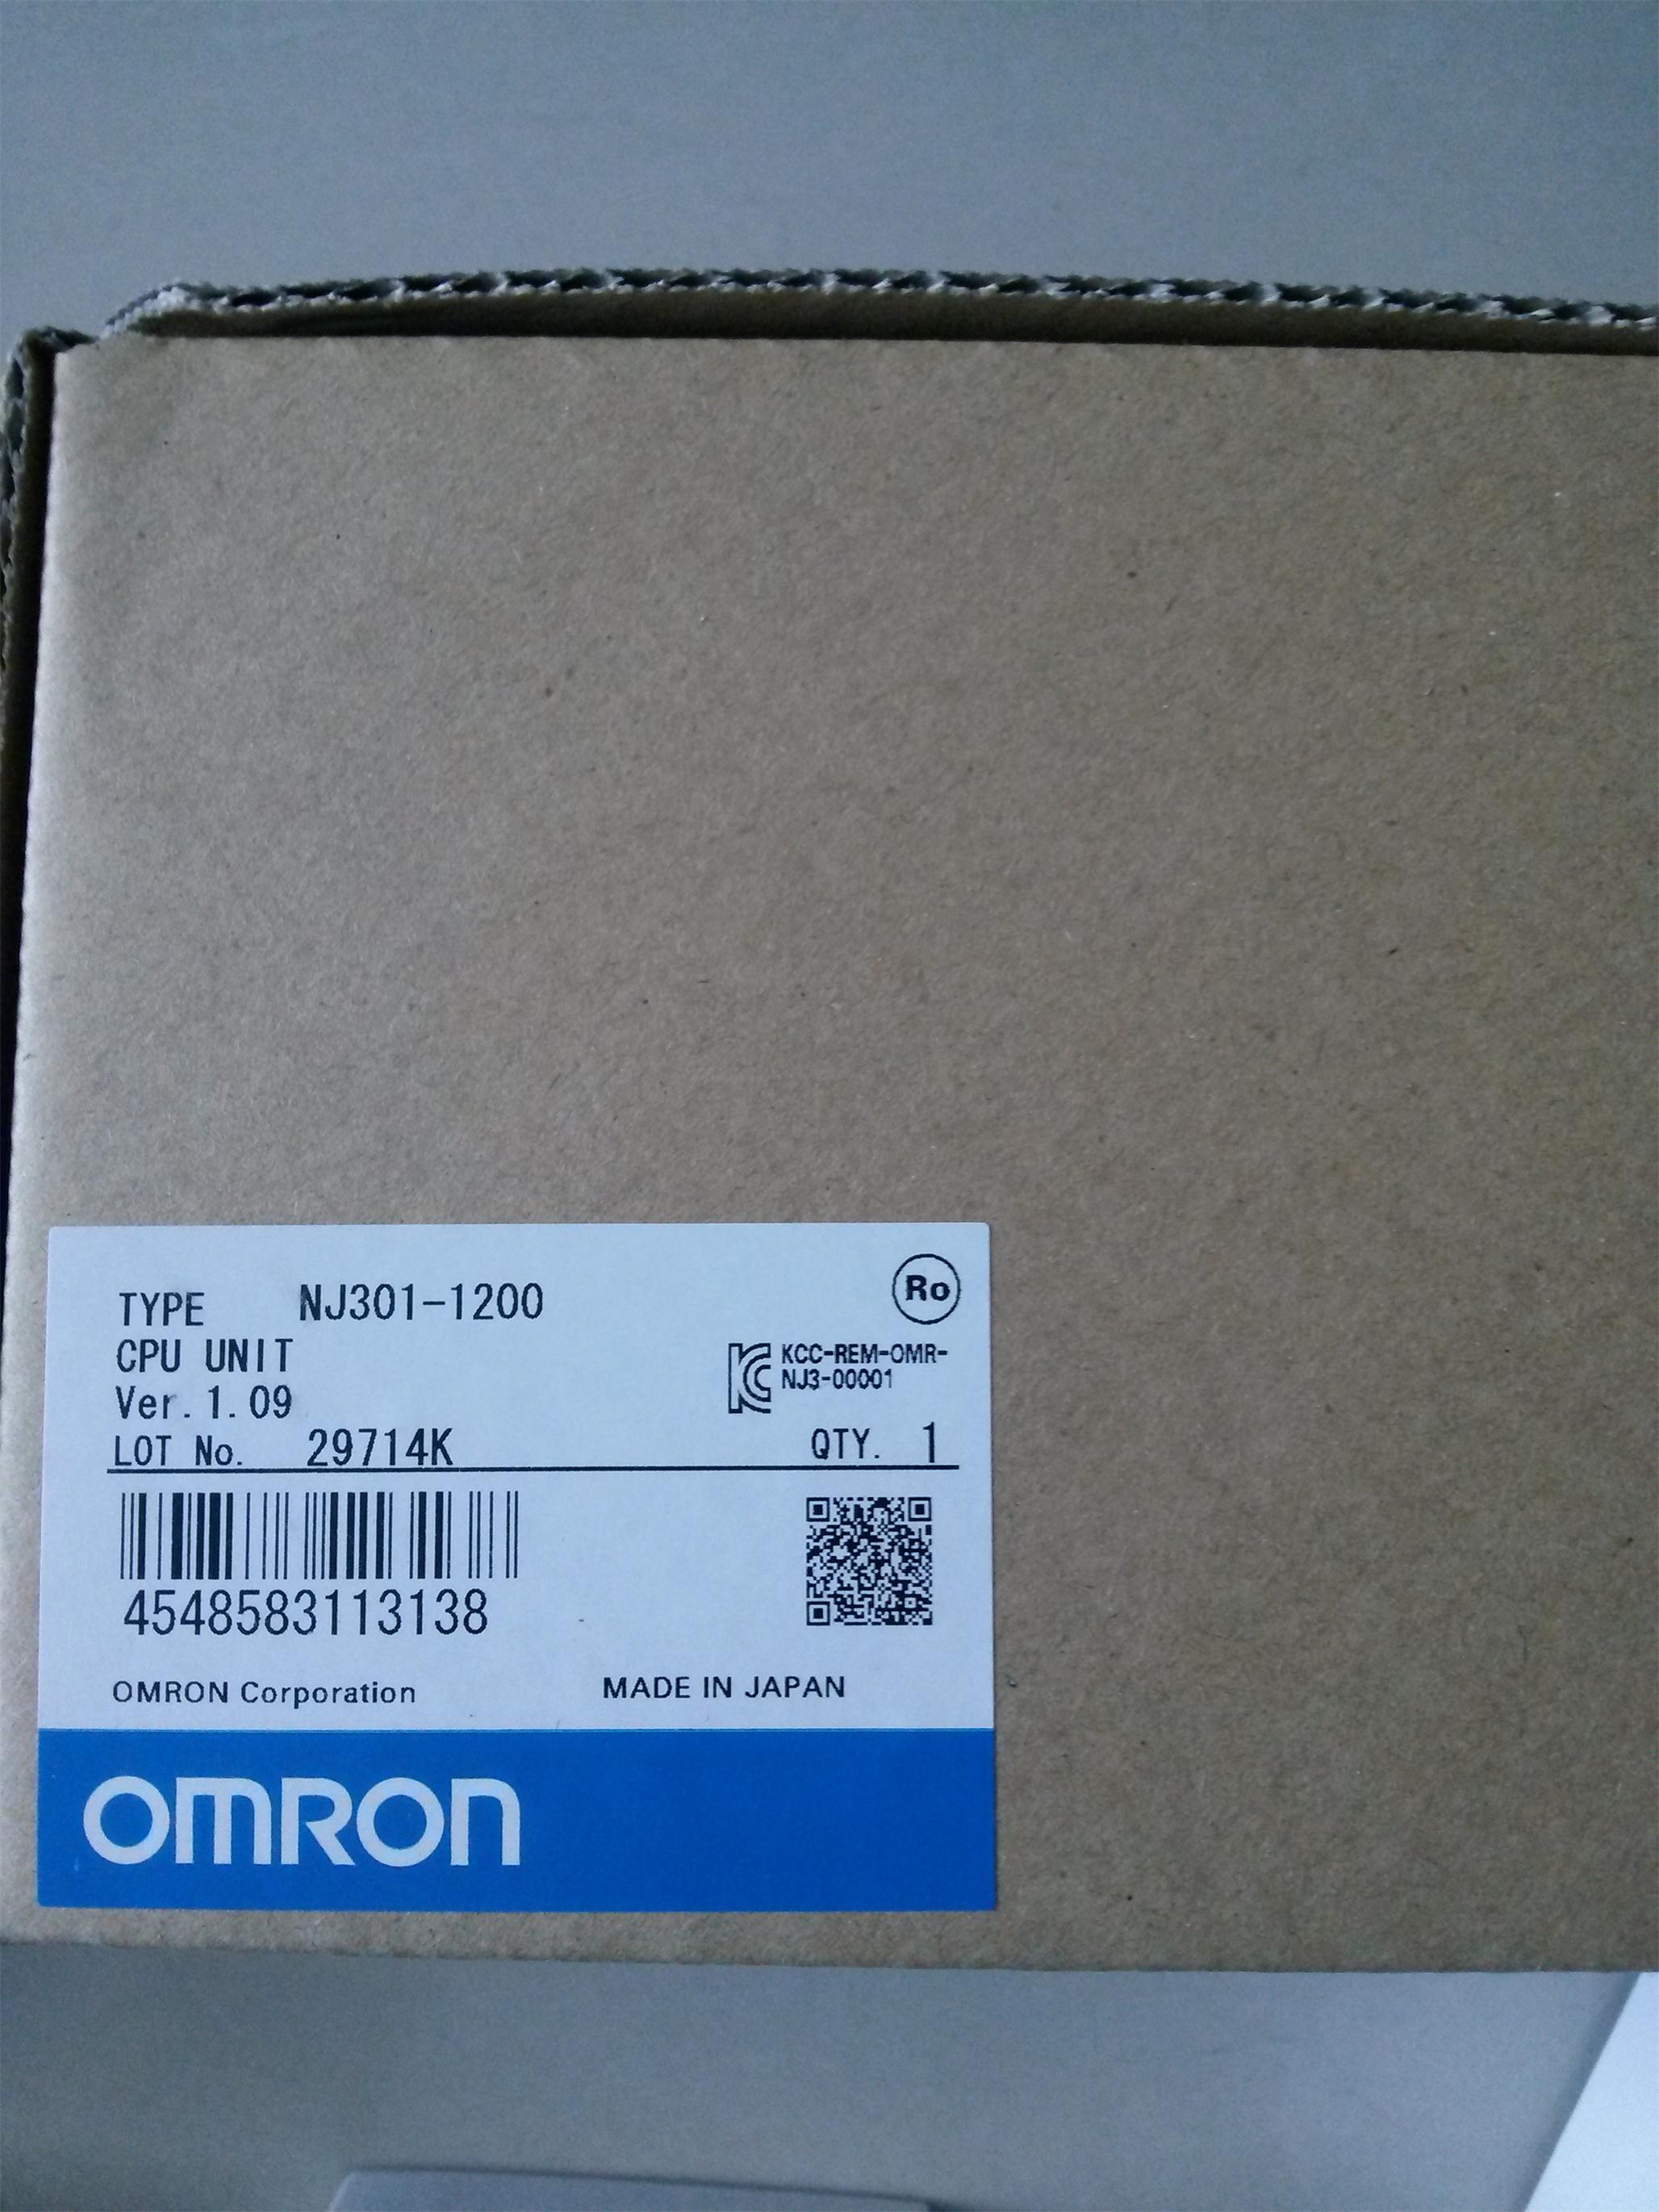 TYPE NJ301-1200
Ro
CPU UNIT
KCC-REM-OMR-
NJ3-00001
Ver.1.09
LOT No. 29714K QTY. 1
4548583113138
OMRON Corporation MADE IN JAPAN
OMRON